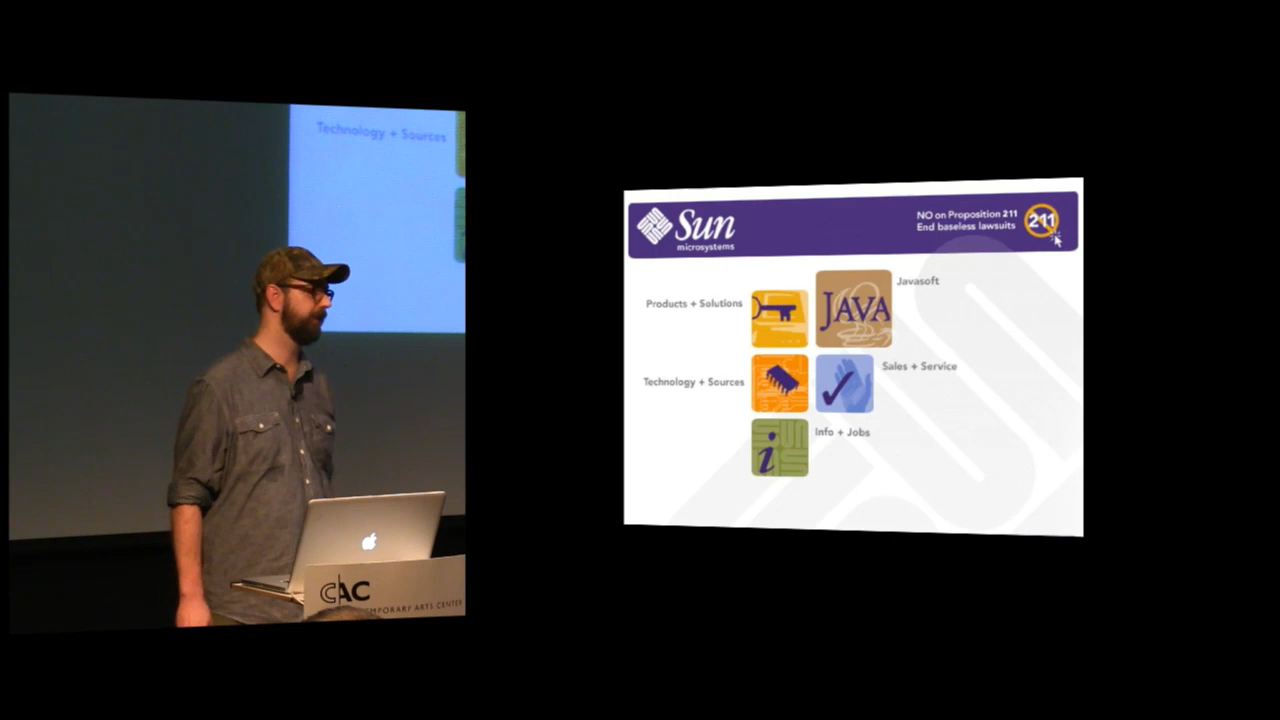 Technology + Sources
CAC
TEMPORARY ARTS CENTER
Sun
microsystems
NO on Proposition 211
End baseless lawsuits
211
Products + Solutions
JAVA
Javasoft
Technology + Sources
Sales + Service
i
Info + Jobs